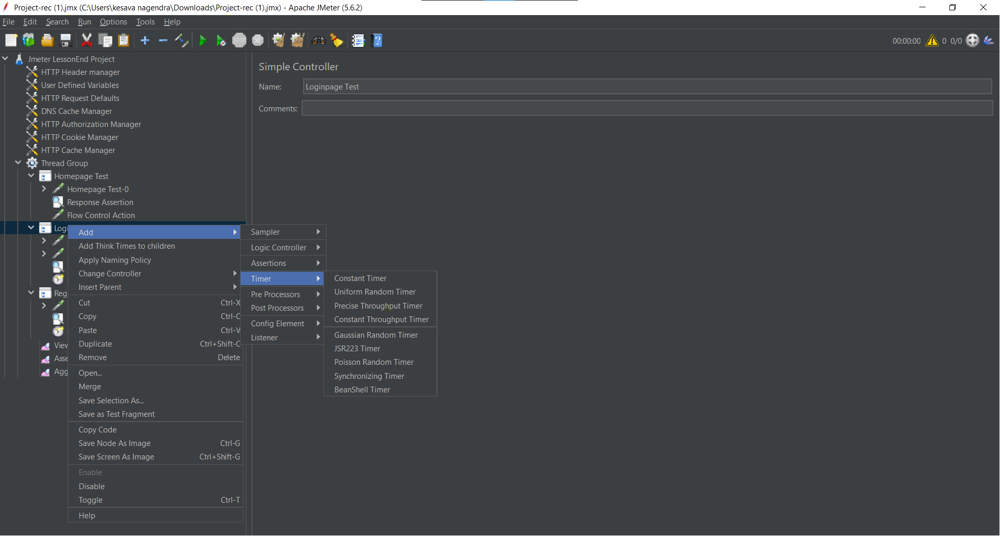 Project-rec (1).jmx (C:\Users\kesava nagendra\Downloads\Project-rec (1).jmx) - Apache JMeter (5.6.2)
File Edit Search Run Options Tools Help
STOP
00:00:00 0 0/0
Jmeter LessonEnd Project
HTTP Header manager
User Defined Variables
HTTP Request Defaults
DNS Cache Manager
HTTP Authorization Manager
HTTP Cookie Manager
HTTP Cache Manager
Thread Group
Homepage Test
Homepage Test-0
Response Assertion
Flow Control Action
Logi
Reg
View
Asse
Agg
Simple Controller
Name: Loginpage Test
Comments:
Add
Add Think Times to children
Apply Naming Policy
Change Controller
Insert Parent
Cut Ctrl-X
Copy Ctrl-C
Paste Ctrl-V
Duplicate Ctrl+Shift-C
Remove Delete
Open...
Merge
Save Selection As...
Save as Test Fragment
Copy Code
Save Node As Image Ctrl-G
Save Screen As Image Ctrl+Shift-G
Enable
Disable
Toggle Ctrl-T
Help
Sampler
Logic Controller
Assertions
Timer
Pre Processors
Post Processors
Config Element
Listener
Constant Timer
Uniform Random Timer
Precise Throughput Timer
Constant Throughput Timer
Gaussian Random Timer
JSR223 Timer
Poisson Random Timer
Synchronizing Timer
BeanShell Timer